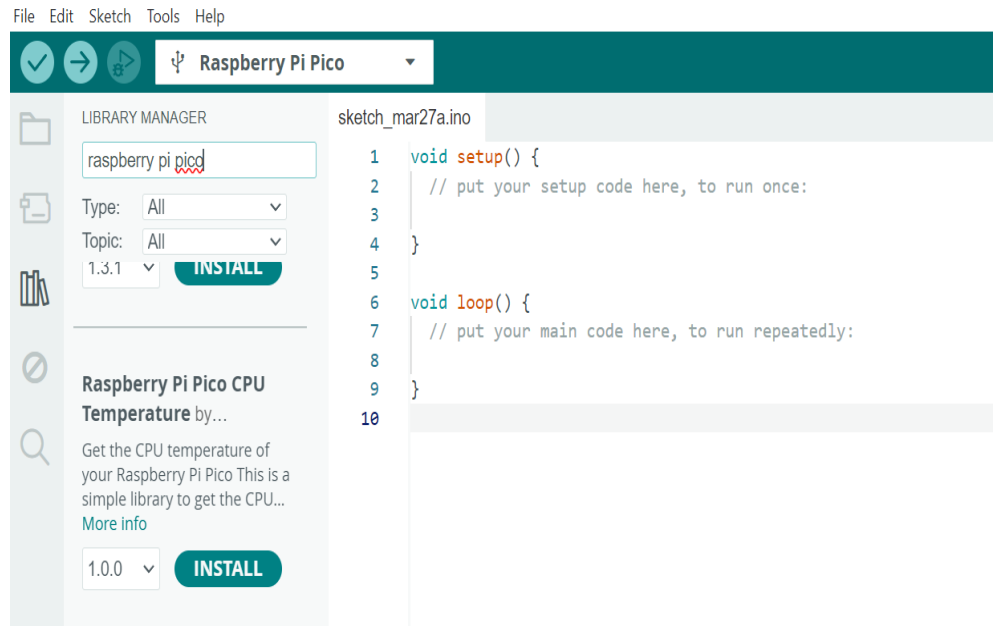 File Edit Sketch Tools Help
Raspberry Pi Pico
LIBRARY MANAGER
raspberry pi pico
Type: All
Topic: All
1.3.1 INSTALL
Raspberry Pi Pico CPU
Temperature by...
Get the CPU temperature of
your Raspberry Pi Pico This is a
simple library to get the CPU...
More info
1.0.0 INSTALL
sketch_mar27a.ino
1 void setup() {
2 // put your setup code here, to run once:
3
4 }
5
6 void loop() {
7 // put your main code here, to run repeatedly:
8
9 }
10